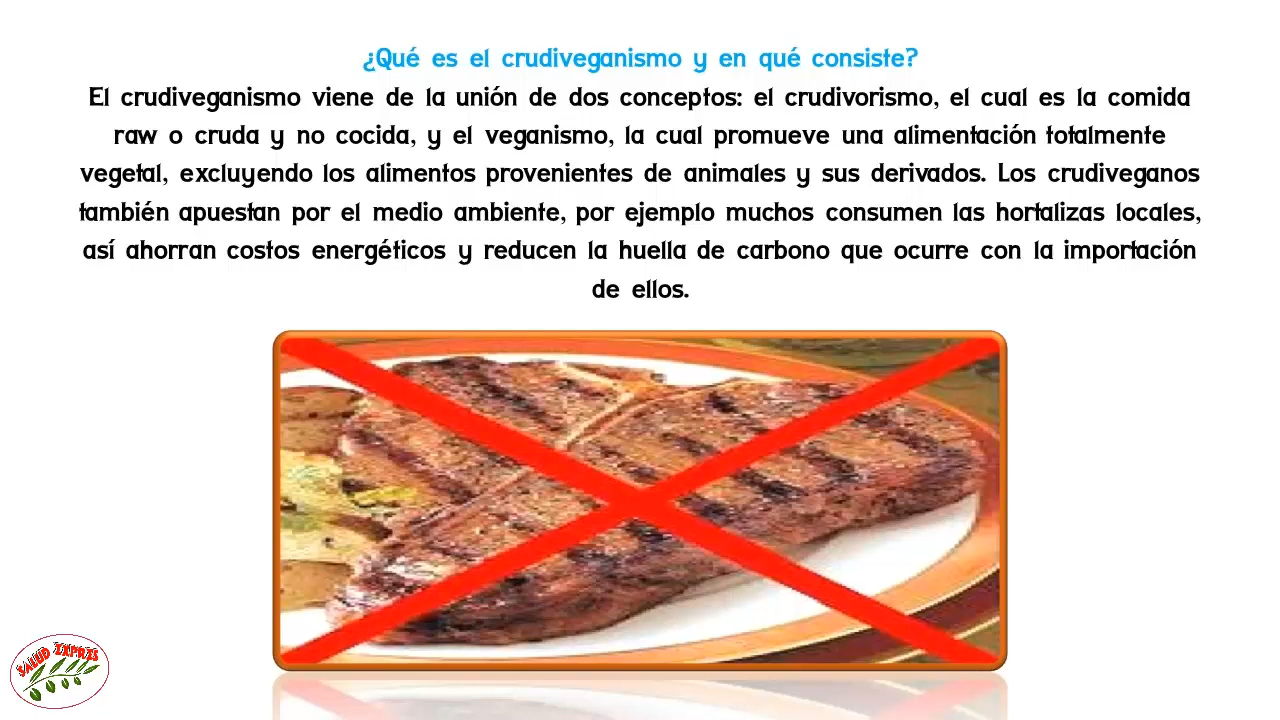 ¿Qué es el crudiveganismo y en qué consiste?
El crudiveganismo viene de la unión de dos conceptos: el crudivorismo, el cual es la comida
raw o cruda y no cocida, y el veganismo, la cual promueve una alimentación totalmente
vegetal, excluyendo los alimentos provenientes de animales y sus derivados. Los crudiveganos
también apuestan por el medio ambiente, por ejemplo muchos consumen las hortalizas locales,
así ahorran costos energéticos y reducen la huella de carbono que ocurre con la importación
de ellos.
SALUD EXPRES